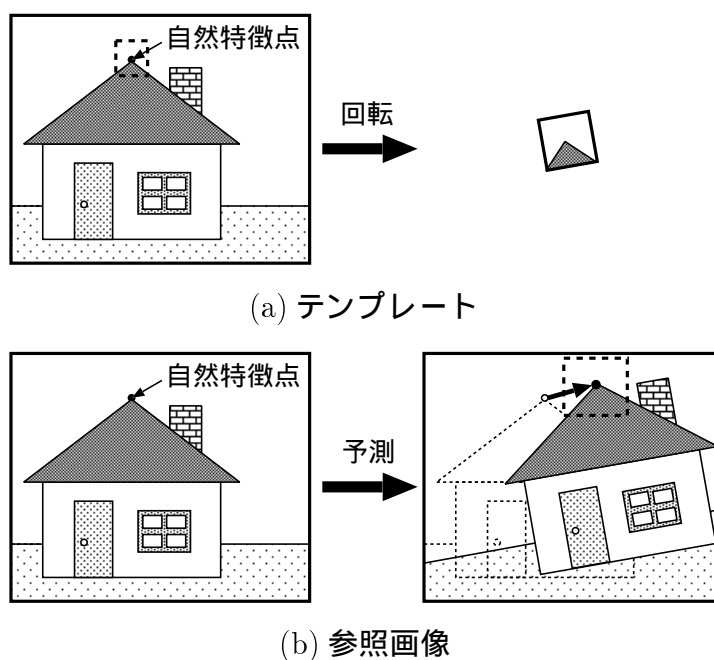 自然特徴点
回転
(a) テンプレート
自然特徴点
予測
(b) 参照画像